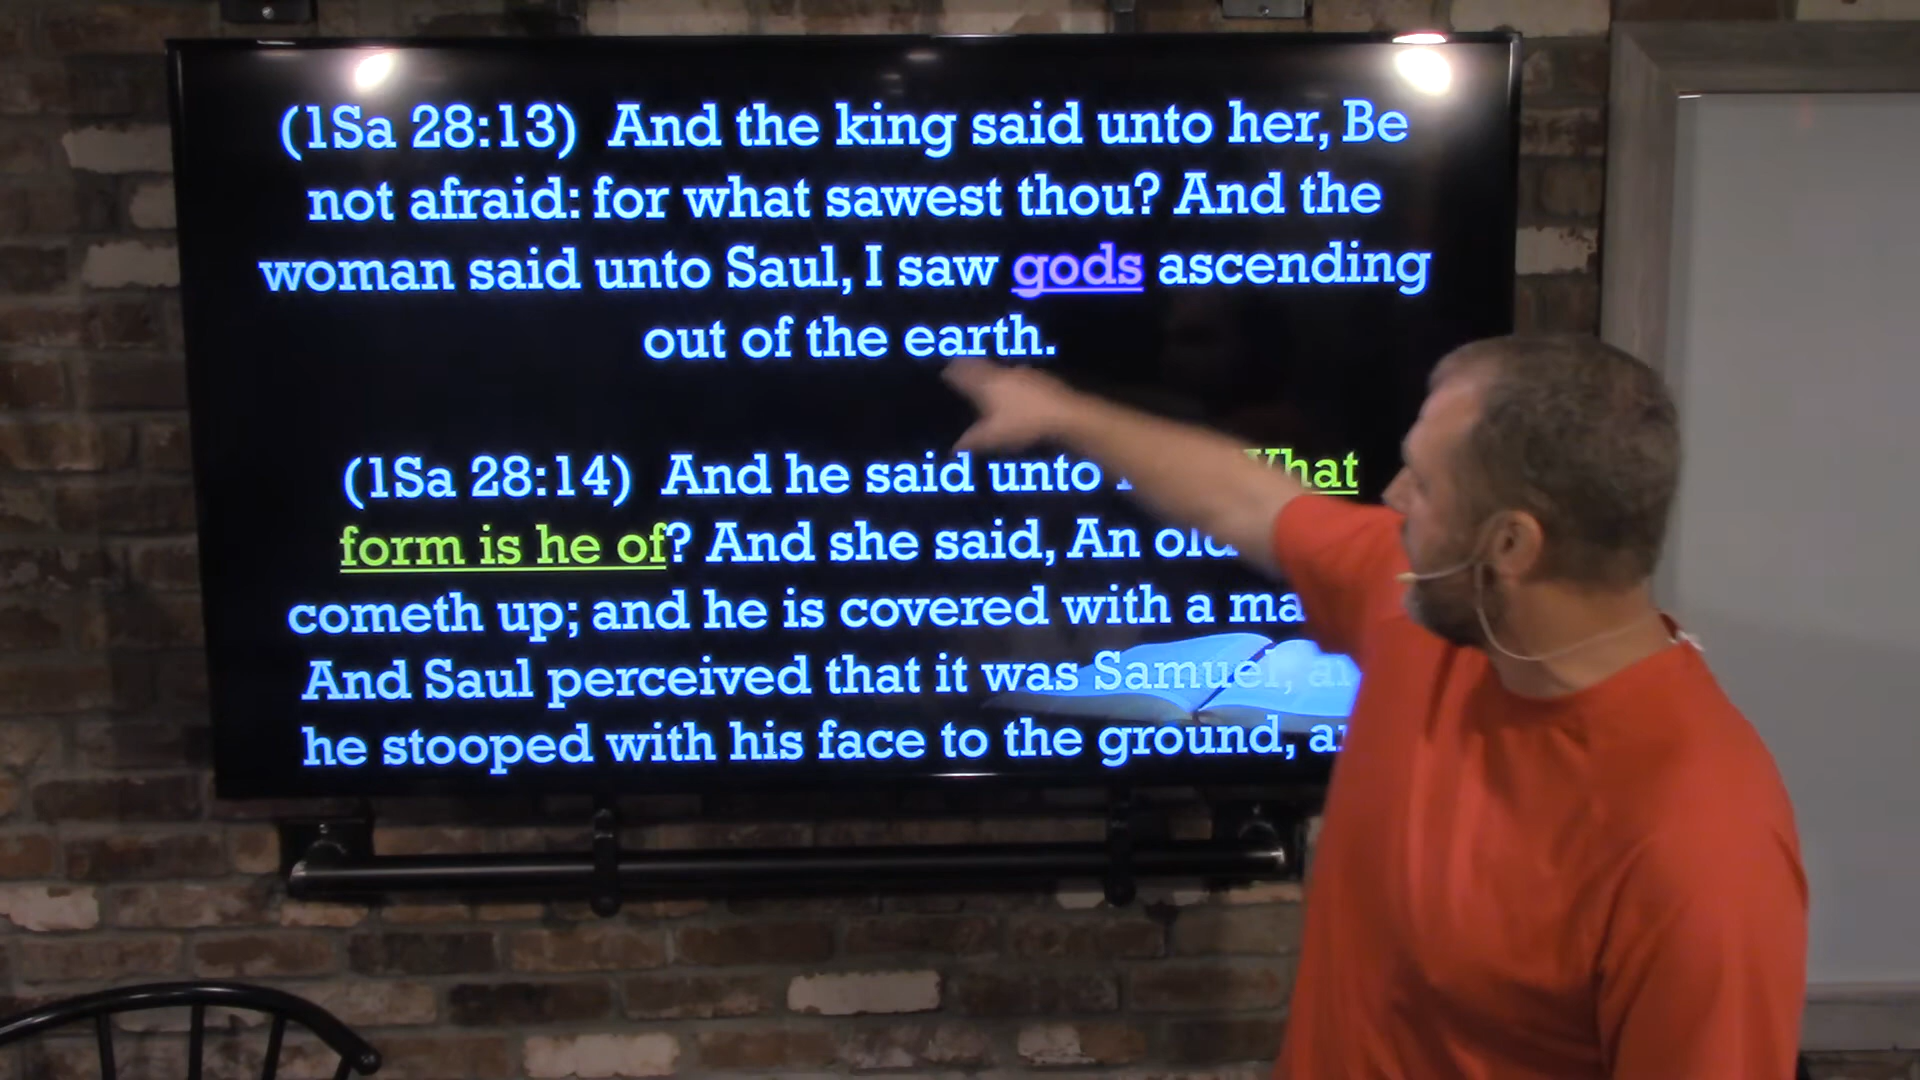 (1Sa 28:13) And the king said unto her, Be
not afraid: for what sawest thou? And the
woman said unto Saul, I saw gods ascending
out of the earth.
(1Sa 28:14) And he said unto What
form is he of? And she said, An old
cometh up; and he is covered with a
And Saul perceived that it was Samuel,
he stooped with his face to the ground,